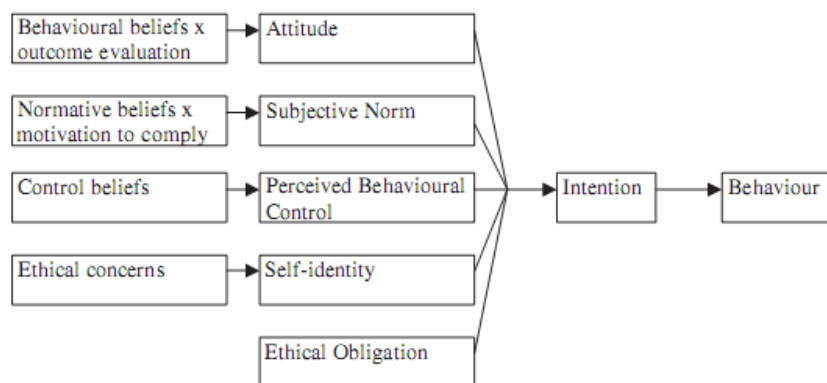 Behavioural beliefs x
outcome evaluation
Attitude
Normative beliefs x
motivation to comply
Subjective Norm
Control beliefs
Perceived Behavioural
Control
Intention
Behaviour
Ethical concerns
Self-identity
Ethical Obligation